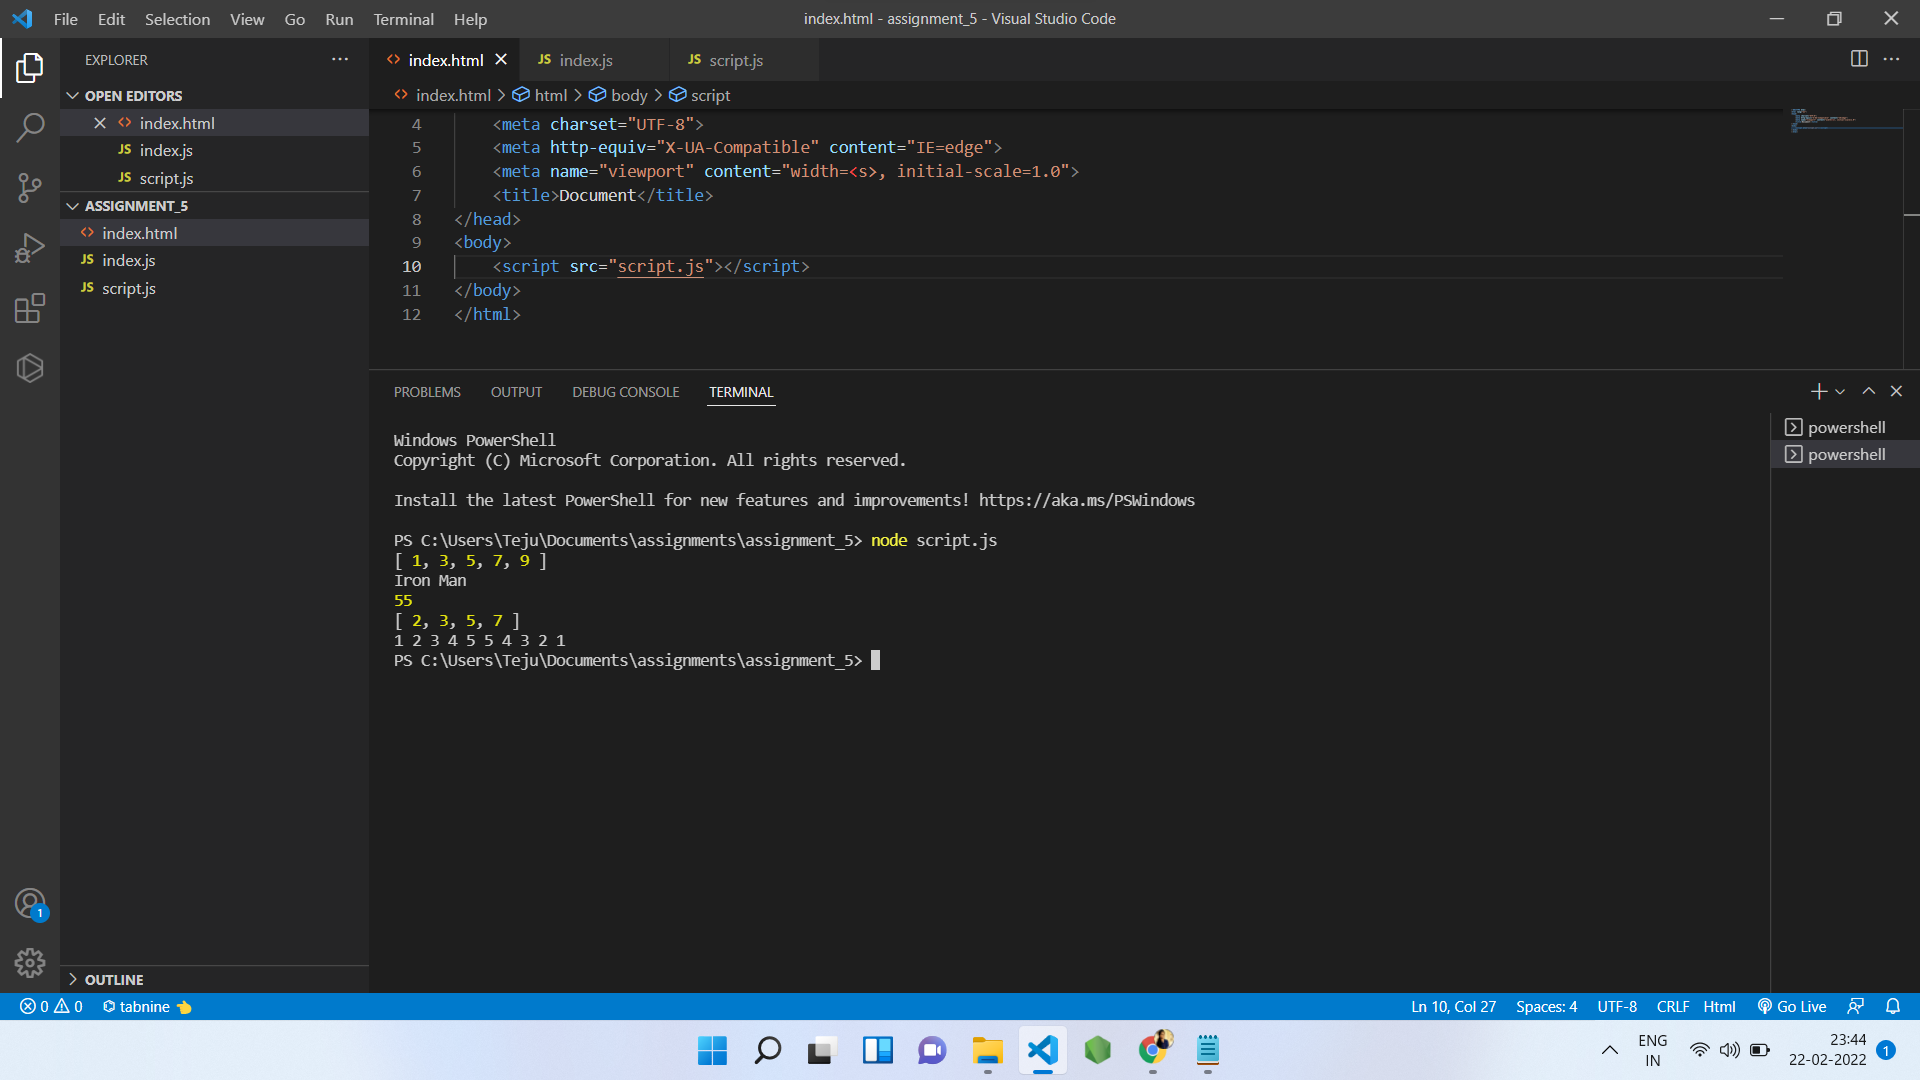 File Edit Selection View Go Run Terminal Help
index.html - assignment_5 - Visual Studio Code
EXPLORER
OPEN EDITORS
index.html
JS index.js
JS script.js
ASSIGNMENT_5
index.html
JS index.js
JS script.js
OUTLINE
index.html JS index.js JS script.js
index.html > html > body > script
4 <meta charset="UTF-8">
5 <meta http-equiv="X-UA-Compatible" content="IE=edge">
6 <meta name="viewport" content="width=<s>, initial-scale=1.0">
7 <title>Document</title>
8 </head>
9 <body>
10 <script src="script.js"></script>
11 </body>
12 </html>
PROBLEMS OUTPUT DEBUG CONSOLE TERMINAL
powershell
powershell
Windows PowerShell
Copyright (C) Microsoft Corporation. All rights reserved.
Install the latest PowerShell for new features and improvements! https://aka.ms/PSWindows
PS C:\Users\Teju\Documents\assignments\assignment_5> node script.js
[ 1, 3, 5, 7, 9 ]
Iron Man
55
[ 2, 3, 5, 7 ]
1 2 3 4 5 5 4 3 2 1
PS C:\Users\Teju\Documents\assignments\assignment_5>
1
0 0 tabnine
Ln 10, Col 27 Spaces: 4 UTF-8 CRLF Html Go Live
ENG
IN
23:44
22-02-2022
1